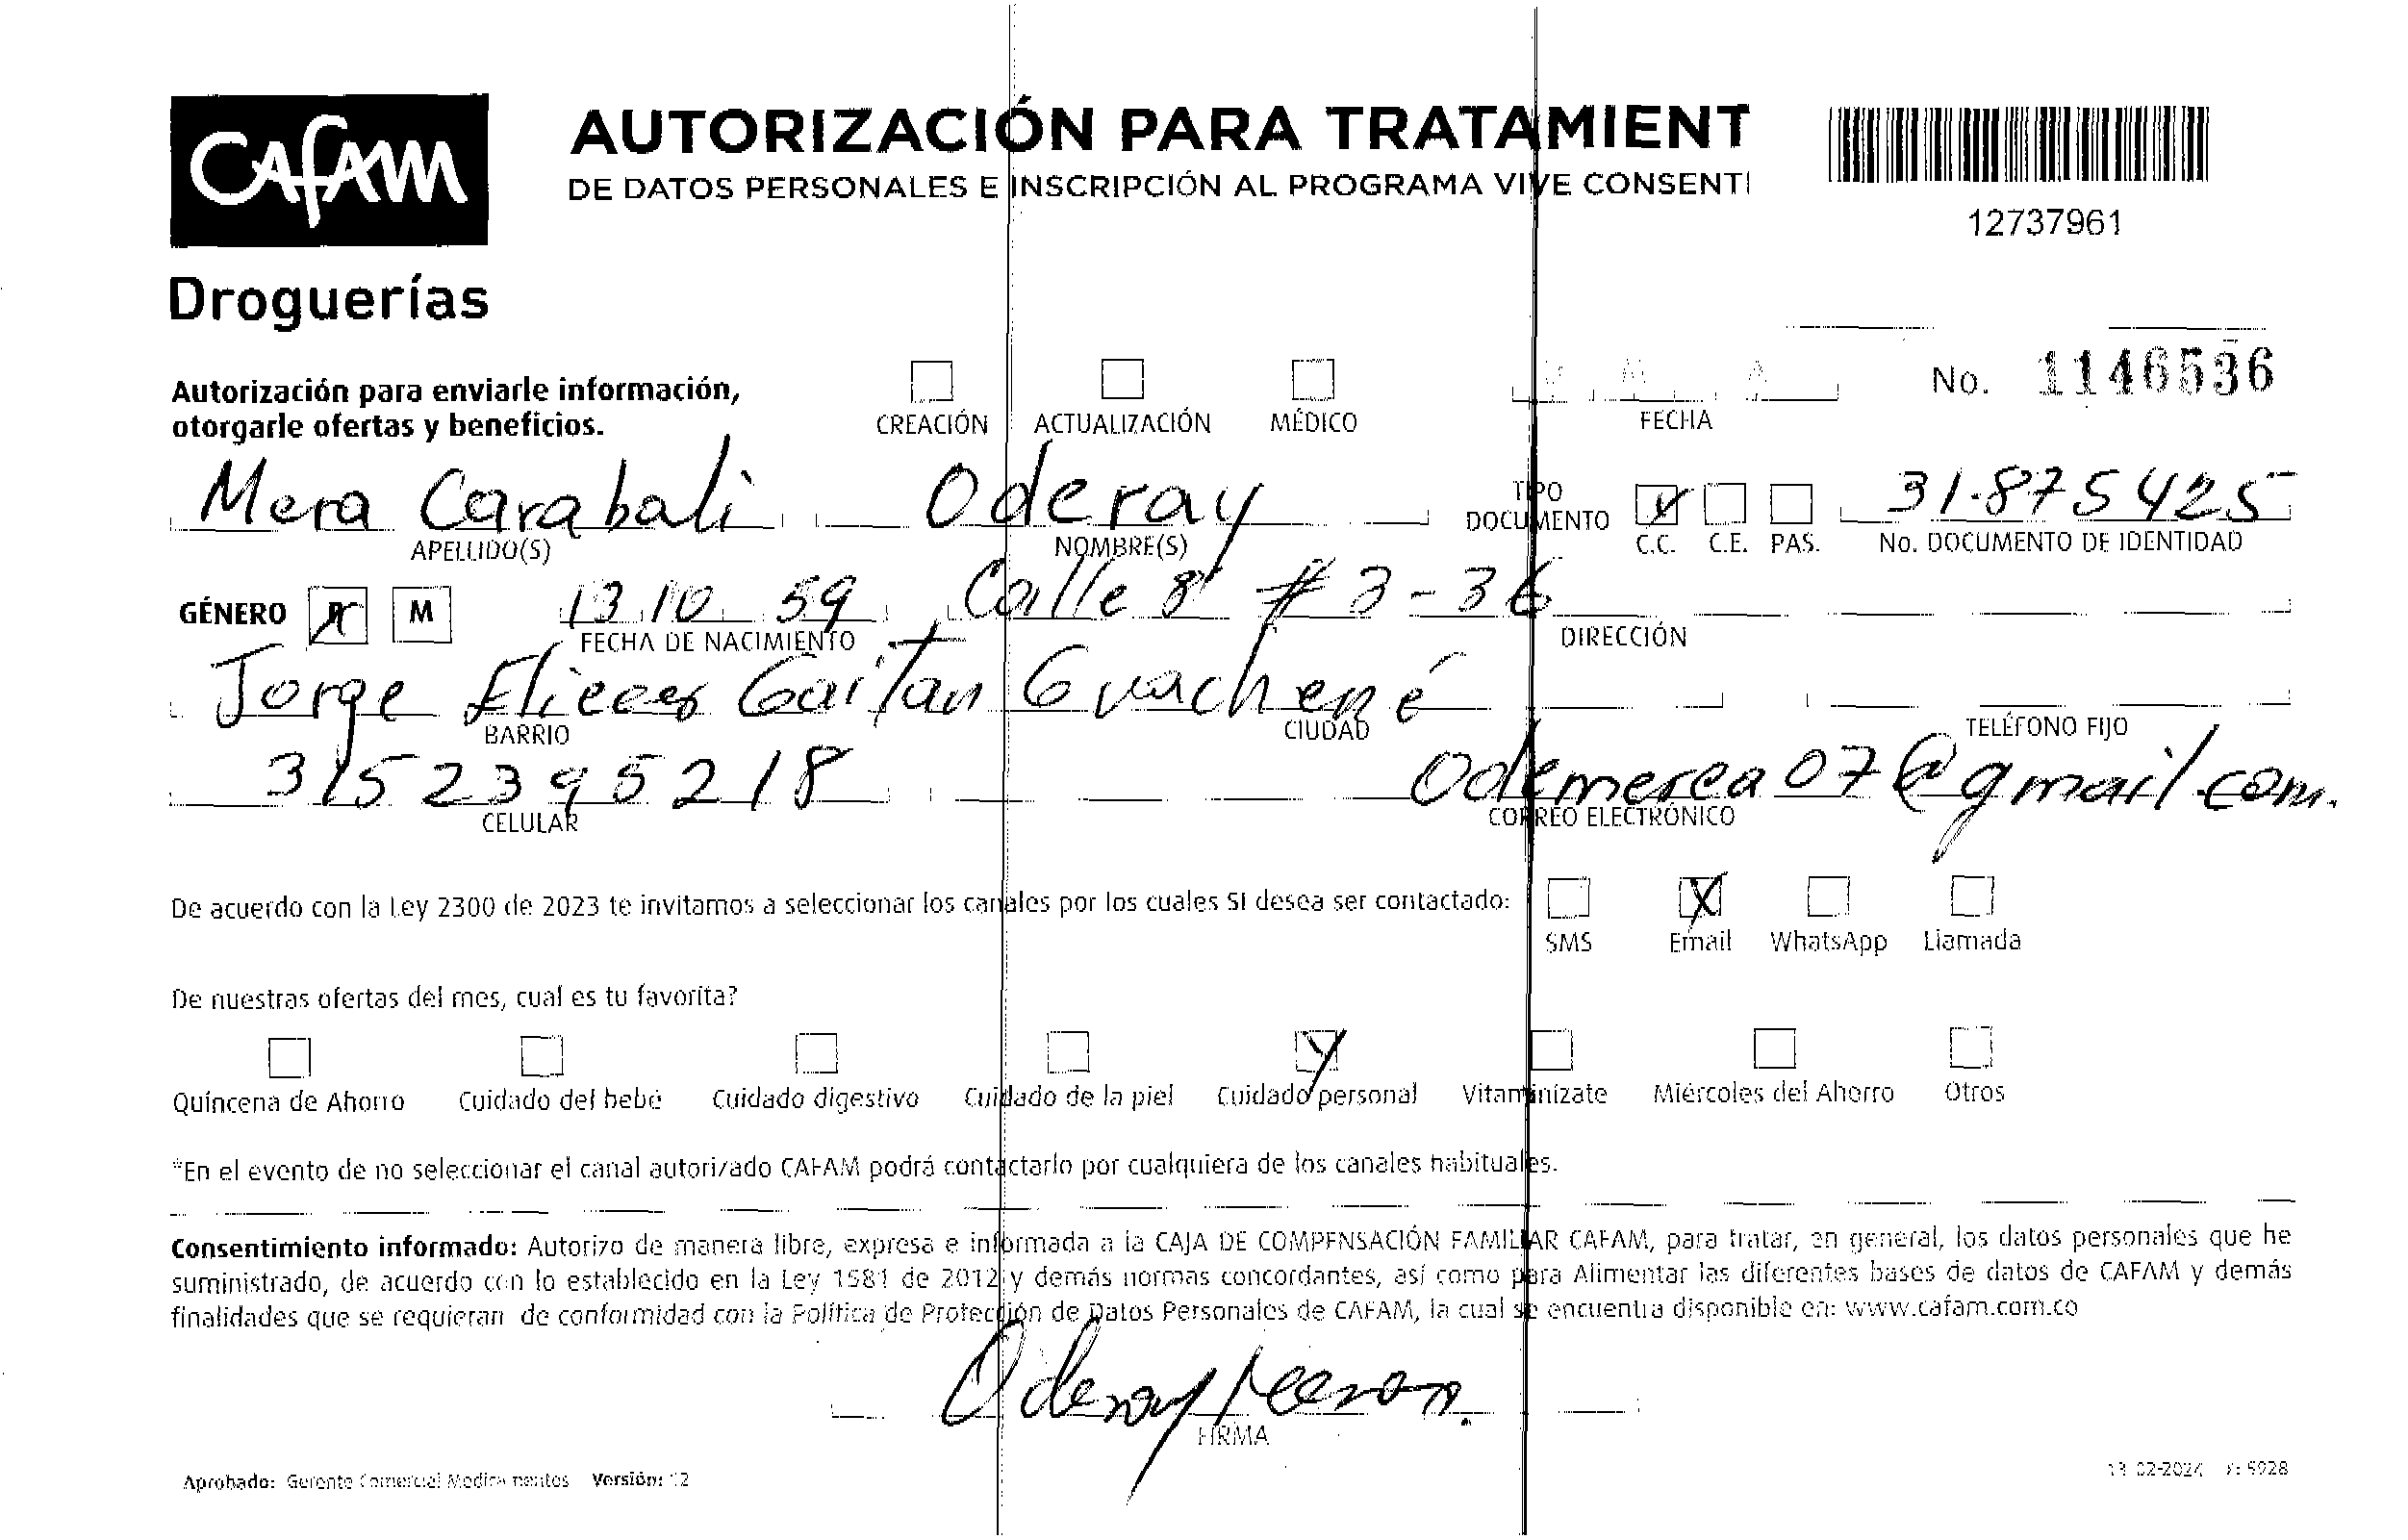 CAFAM
Droguerías
AUTORIZACIÓN PARA TRATAMIENT
DE DATOS PERSONALES E INSCRIPCIÓN AL PROGRAMA VIVE CONSENTI
12737961
Autorización para enviarle información,
otorgarle ofertas y beneficios.
CREACIÓN ACTUALIZACIÓN MÉDICO
D M A
FECHA
No. 1146536
Mera Carabali Oderay TIPO DOCUMENTO 31.875425
APELLIDO(S) NOMBRE(S) C.C. C.E. PAS. No. DOCUMENTO DE IDENTIDAD
GÉNERO M 13 10 59 Calle 8 # 3-36
FECHA DE NACIMIENTO DIRECCIÓN
Jorge Eliecer Gaitan Guachené
BARRIO CIUDAD TELÉFONO FIJO
3152395218 Odemerca07@gmail.com.
CELULAR CORREO ELECTRÓNICO
De acuerdo con la Ley 2300 de 2023 te invitamos a seleccionar los canales por los cuales SI desea ser contactado:
SMS Email WhatsApp Llamada
De nuestras ofertas del mes, cual es tu favorita?
Quincena de Ahorro Cuidado del bebé Cuidado digestivo Cuidado de la piel Cuidado personal Vitaminízate Miércoles del Ahorro Otros
*En el evento de no seleccionar el canal autorizado CAFAM podrá contactarlo por cualquiera de los canales habituales.
Consentimiento informado: Autorizo de manera libre, expresa e informada a la CAJA DE COMPENSACIÓN FAMILIAR CAFAM, para tratar, en general, los datos personales que he
suministrado, de acuerdo con lo establecido en la Ley 1581 de 2012 y demás normas concordantes, así como para Alimentar las diferentes bases de datos de CAFAM y demás
finalidades que se requieran de conformidad con la Política de Protección de Datos Personales de CAFAM, la cual se encuentra disponible en: www.cafam.com.co
Oderay
FIRMA
Aprobado: Gerente Comercial Medicamentos Versión: 12
13-02-2024 5928